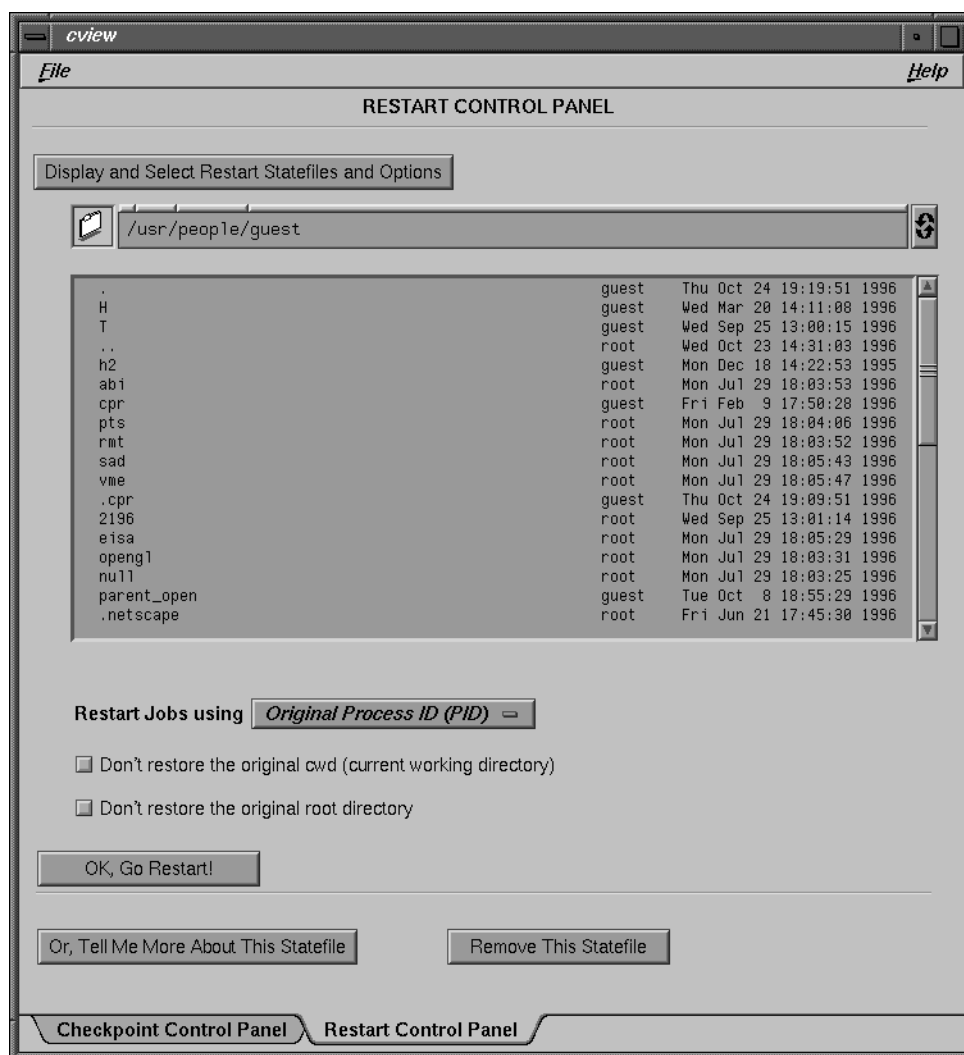 cview
File Help
RESTART CONTROL PANEL
Display and Select Restart Statefiles and Options
/usr/people/guest
. guest Thu Oct 24 19:19:51 1996
H guest Wed Mar 20 14:11:08 1996
T guest Wed Sep 25 13:00:15 1996
.. root Wed Oct 23 14:31:03 1996
h2 guest Mon Dec 18 14:22:53 1995
abi root Mon Jul 29 18:03:53 1996
cpr guest Fri Feb 9 17:50:28 1996
pts root Mon Jul 29 18:04:06 1996
rmt root Mon Jul 29 18:03:52 1996
sad root Mon Jul 29 18:05:43 1996
vme root Mon Jul 29 18:05:47 1996
.cpr guest Thu Oct 24 19:09:51 1996
2196 root Wed Sep 25 13:01:14 1996
eisa root Mon Jul 29 18:05:29 1996
opengl root Mon Jul 29 18:03:31 1996
null root Mon Jul 29 18:03:25 1996
parent_open guest Tue Oct 8 18:55:29 1996
.netscape root Fri Jun 21 17:45:30 1996
Restart Jobs using Original Process ID (PID)
Don't restore the original cwd (current working directory)
Don't restore the original root directory
OK, Go Restart!
Or, Tell Me More About This Statefile Remove This Statefile
Checkpoint Control Panel Restart Control Panel